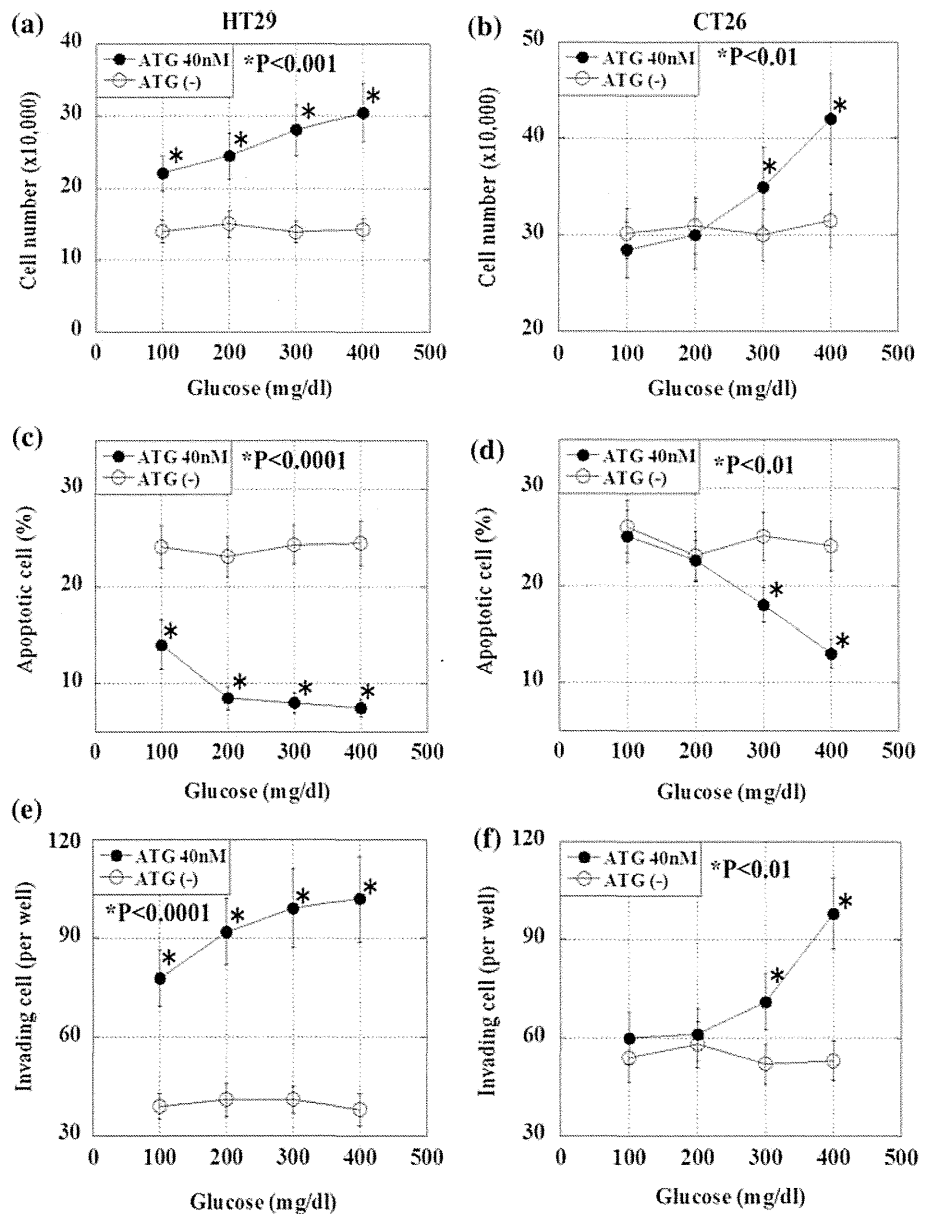 (a)
HT29
40
30
20
10
0
ATG 40nM
ATG (-)
*P<0.001
*
*
*
*
Cell number (x10,000)
0 100 200 300 400 500
Glucose (mg/dl)
(b)
CT26
50
40
30
20
ATG 40nM
ATG (-)
*P<0.01
*
*
Cell number (x10,000)
0 100 200 300 400 500
Glucose (mg/dl)
(c)
30
20
10
ATG 40nM
ATG (-)
*P<0.0001
*
*
*
*
Apoptotic cell (%)
0 100 200 300 400 500
Glucose (mg/dl)
(d)
30
20
10
ATG 40nM
ATG (-)
*P<0.01
*
*
Apoptotic cell (%)
0 100 200 300 400 500
Glucose (mg/dl)
(e)
120
90
60
30
ATG 40nM
ATG (-)
*P<0.0001
*
*
*
*
Invading cell (per well)
0 100 200 300 400 500
Glucose (mg/dl)
(f)
120
90
60
30
ATG 40nM
ATG (-)
*P<0.01
*
*
Invading cell (per well)
0 100 200 300 400 500
Glucose (mg/dl)